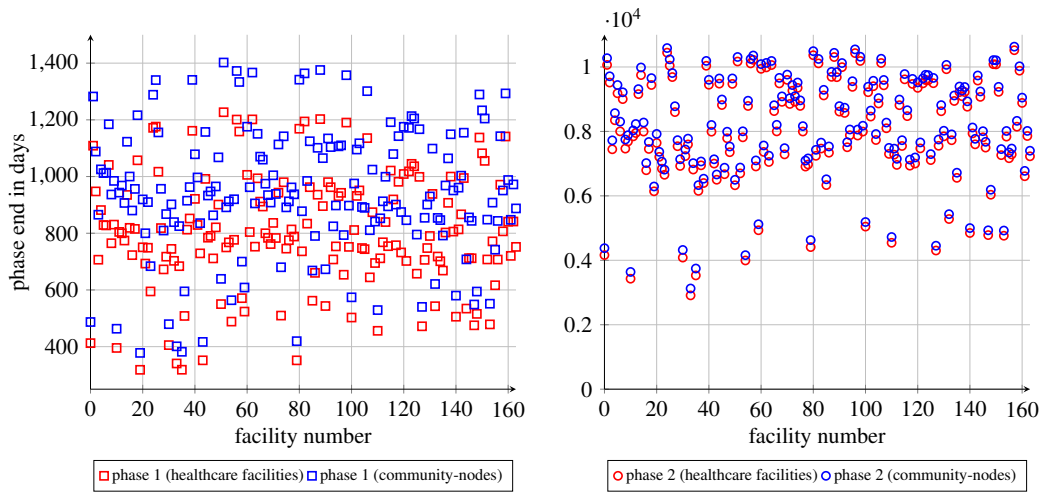 phase end in days
1,400
1,200
1,000
800
600
400
0 20 40 60 80 100 120 140 160
facility number
phase 1 (healthcare facilities) phase 1 (community-nodes)
·10⁴
1
0.8
0.6
0.4
0.2
0
0 20 40 60 80 100 120 140 160
facility number
phase 2 (healthcare facilities) phase 2 (community-nodes)